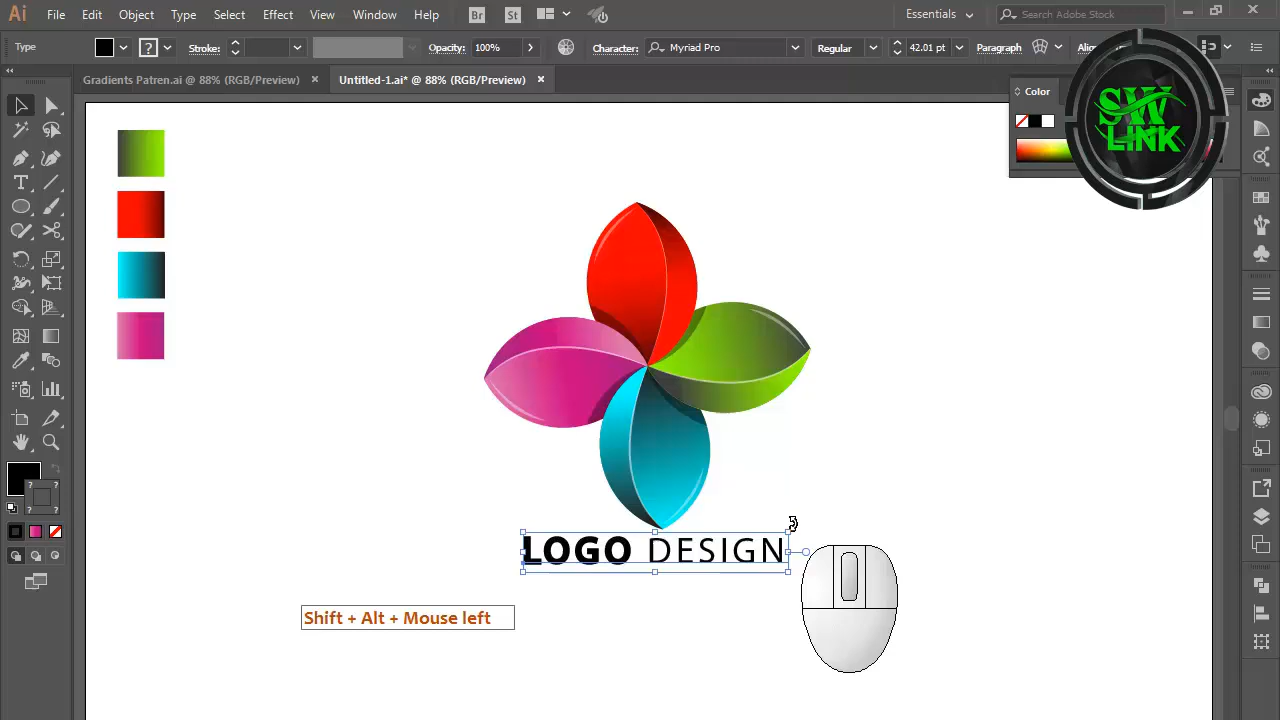 Ai File Edit Object Type Select Effect View Window Help Br St Essentials Search Adobe Stock
Type ? Stroke: Opacity: 100% Character: Myriad Pro Regular 42.01 pt Paragraph
Gradients Patren.ai @ 88% (RGB/Preview) × Untitled-1.ai* @ 88% (RGB/Preview) ×
Color
SW
LINK
LOGO DESIGN
Shift + Alt + Mouse left